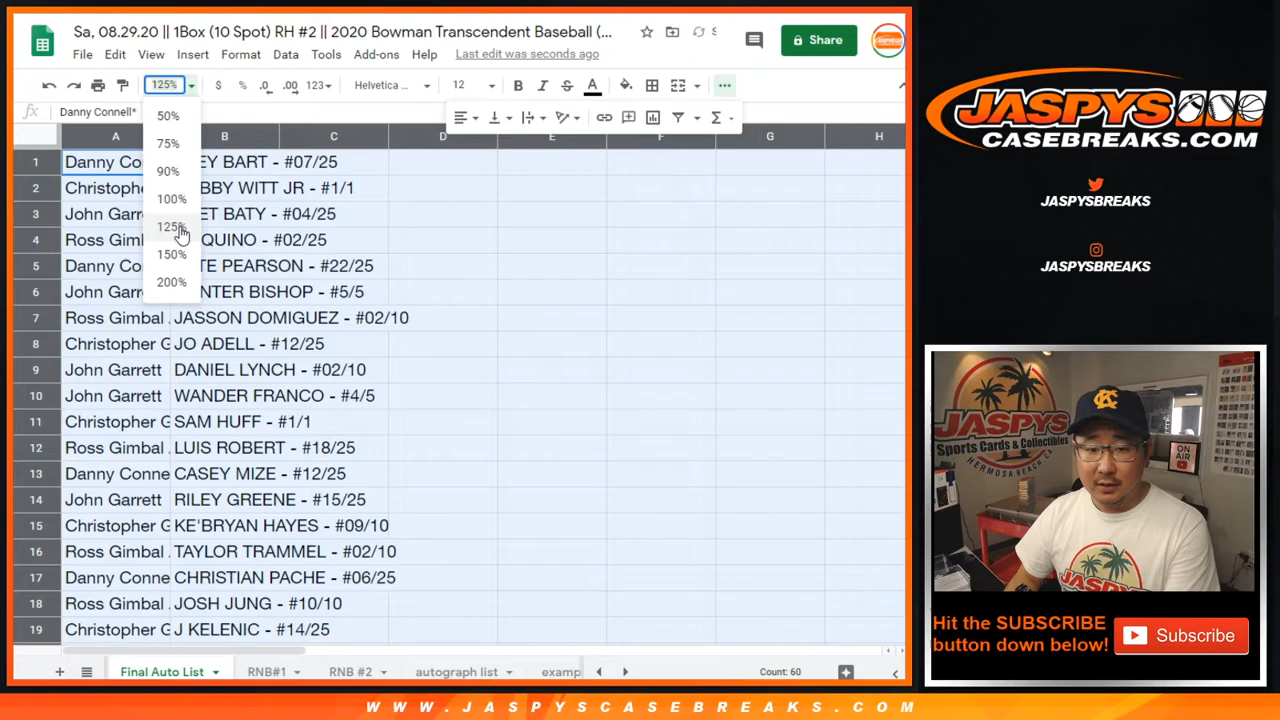 Sa, 08.29.20 || 1Box (10 Spot) RH #2 || 2020 Bowman Transcendent Baseball (...
File Edit View Insert Format Data Tools Add-ons Help Last edit was seconds ago
Share
125% $ % .0 .00 123 Helvetica ... 12 B I S A
fx Danny Connell*
50%
75%
90%
100%
125%
150%
200%
A B C D E F G H
1 Danny Co EY BART - #07/25
2 Christophe BBY WITT JR - #1/1
3 John Garr ET BATY - #04/25
4 Ross Gim QUINO - #02/25
5 Danny Co TE PEARSON - #22/25
6 John Garr NTER BISHOP - #5/5
7 Ross Gimbal JASSON DOMIGUEZ - #02/10
8 Christopher G JO ADELL - #12/25
9 John Garrett DANIEL LYNCH - #02/10
10 John Garrett WANDER FRANCO - #4/5
11 Christopher G SAM HUFF - #1/1
12 Ross Gimbal LUIS ROBERT - #18/25
13 Danny Conne CASEY MIZE - #12/25
14 John Garrett RILEY GREENE - #15/25
15 Christopher G KE'BRYAN HAYES - #09/10
16 Ross Gimbal TAYLOR TRAMMEL - #02/10
17 Danny Conne CHRISTIAN PACHE - #06/25
18 Ross Gimbal JOSH JUNG - #10/10
19 Christopher G J KELENIC - #14/25
Final Auto List RNB#1 RNB #2 autograph list examp
Count: 60
JASPYS
CASEBREAKS.COM
JASPYSBREAKS
JASPYSBREAKS
JASPYS
Sports Cards & Collectibles
HERMOSA BEACH
ON AIR
KC
JASPYS
Hit the SUBSCRIBE
button down below!
Subscribe
WWW.JASPYSCASEBREAKS.COM